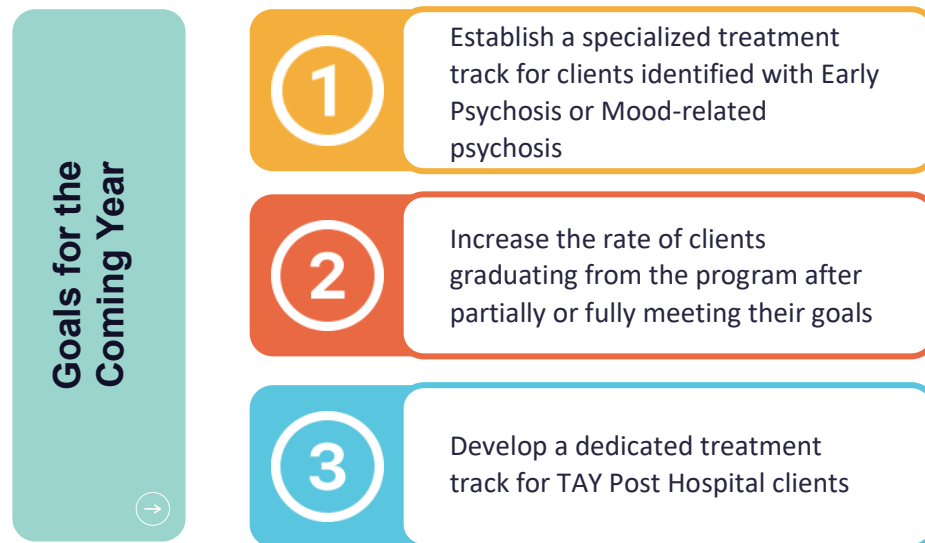 Goals for the
Coming Year
1
Establish a specialized treatment
track for clients identified with Early
Psychosis or Mood-related
psychosis
2
Increase the rate of clients
graduating from the program after
partially or fully meeting their goals
3
Develop a dedicated treatment
track for TAY Post Hospital clients